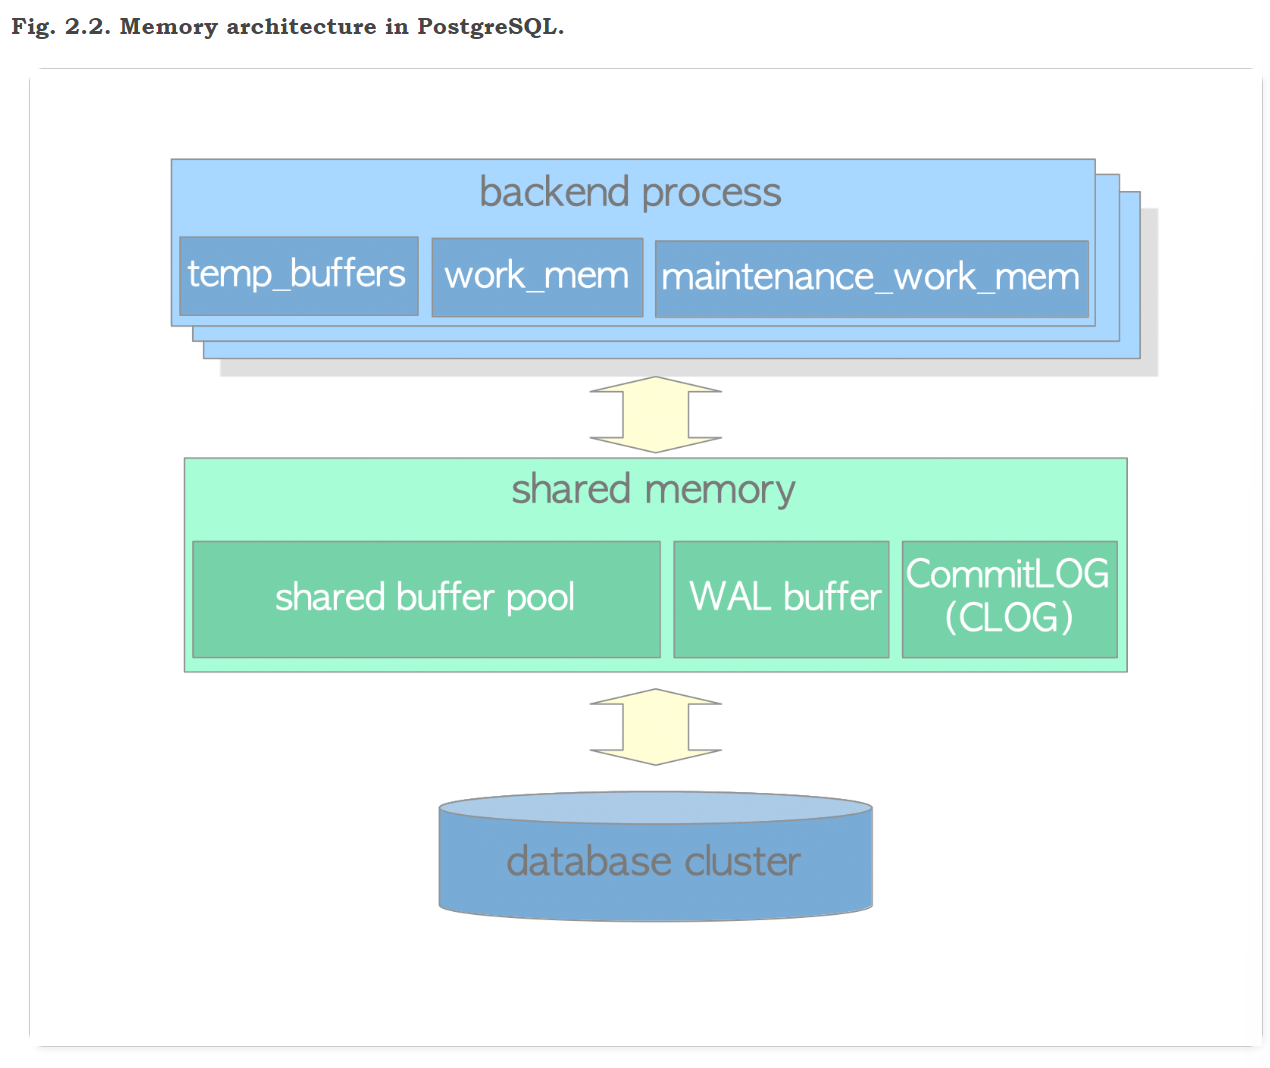 Fig. 2.2. Memory architecture in PostgreSQL.
backend process
temp_buffers
work_mem
maintenance_work_mem
shared memory
shared buffer pool
WAL buffer
CommitLOG
(CLOG)
database cluster